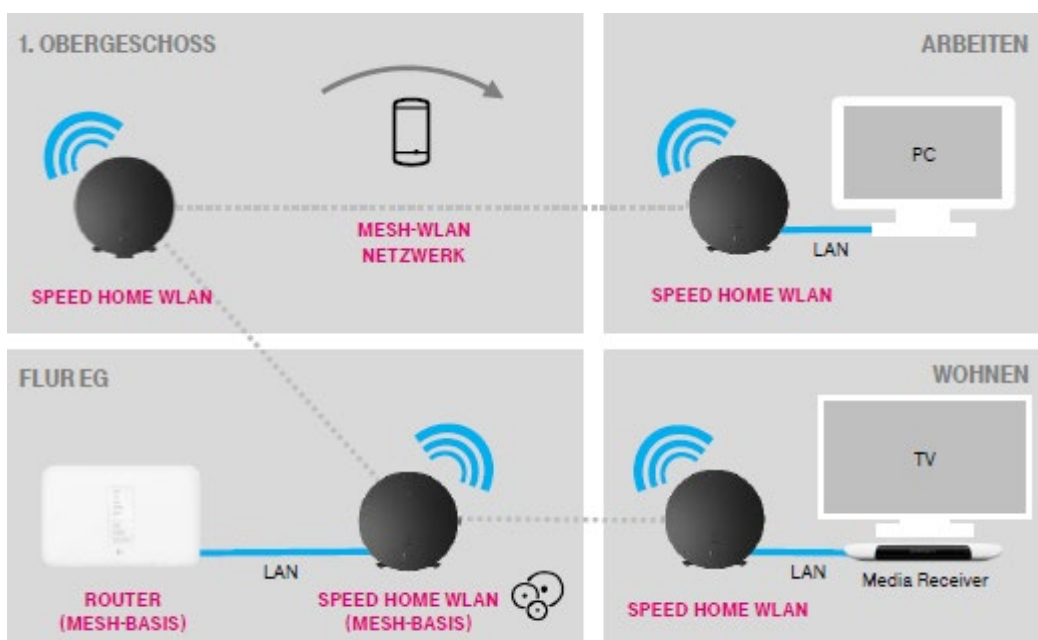 1. OBERGESCHOSS
MESH-WLAN
NETZWERK
SPEED HOME WLAN
ARBEITEN
PC
LAN
SPEED HOME WLAN
FLUR EG
LAN
ROUTER
(MESH-BASIS)
SPEED HOME WLAN
(MESH-BASIS)
WOHNEN
TV
LAN
Media Receiver
SPEED HOME WLAN